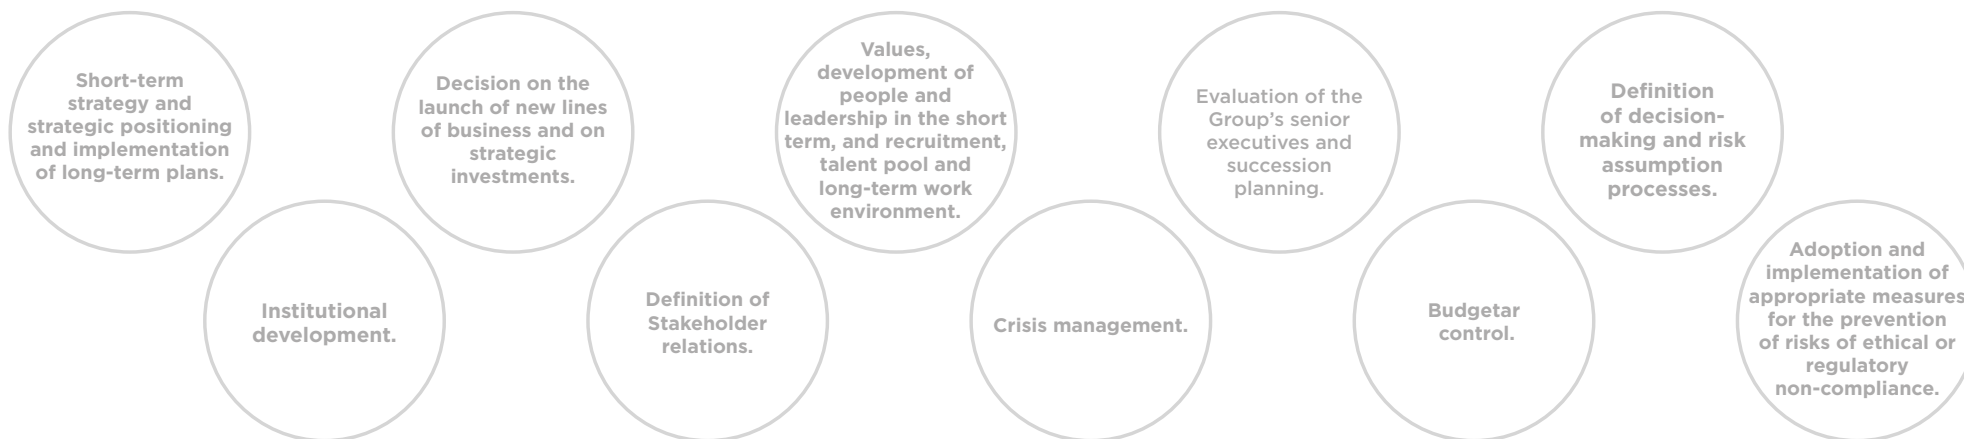 Short-term
strategy and
strategic positioning
and implementation
of long-term plans.
Institutional
development.
Decision on the
launch of new lines
of business and on
strategic
investments.
Definition of
Stakeholder
relations.
Values,
development of
people and
leadership in the short
term, and recruitment,
talent pool and
long-term work
environment.
Crisis management.
Evaluation of the
Group’s senior
executives and
succession
planning.
Budgetar
control.
Definition
of decision-
making and risk
assumption
processes.
Adoption and
implementation of
appropriate measures
for the prevention
of risks of ethical or
regulatory
non-compliance.